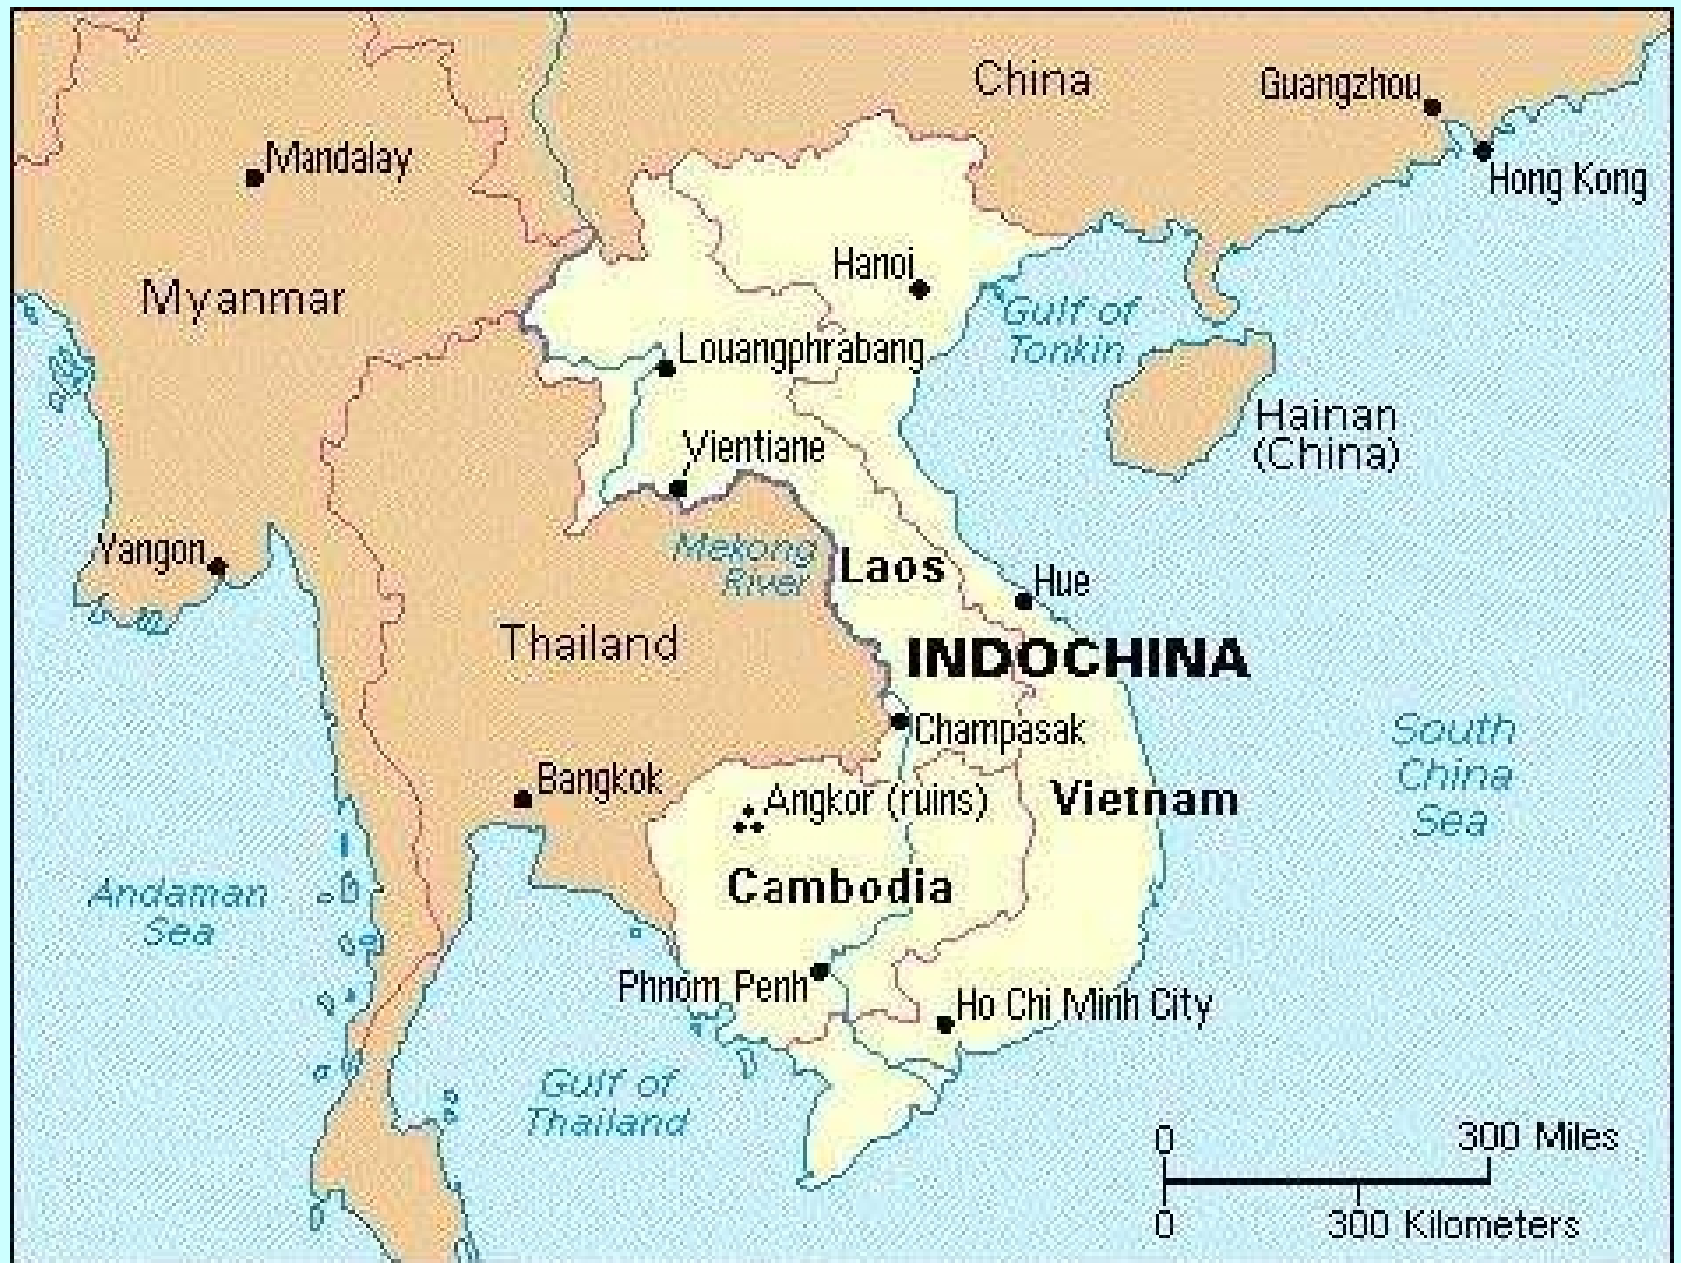 China
Guangzhou
Hong Kong
Mandalay
Myanmar
Hanoi
Gulf of
Tonkin
Louangphrabang
Hainan
(China)
Vientiane
Yangon
Mekong
River
Laos
Hue
Thailand
INDOCHINA
Champasak
South
China
Sea
Bangkok
Angkor (ruins)
Vietnam
Cambodia
Andaman
Sea
Phnom Penh
Ho Chi Minh City
Gulf of
Thailand
0 300 Miles
0 300 Kilometers